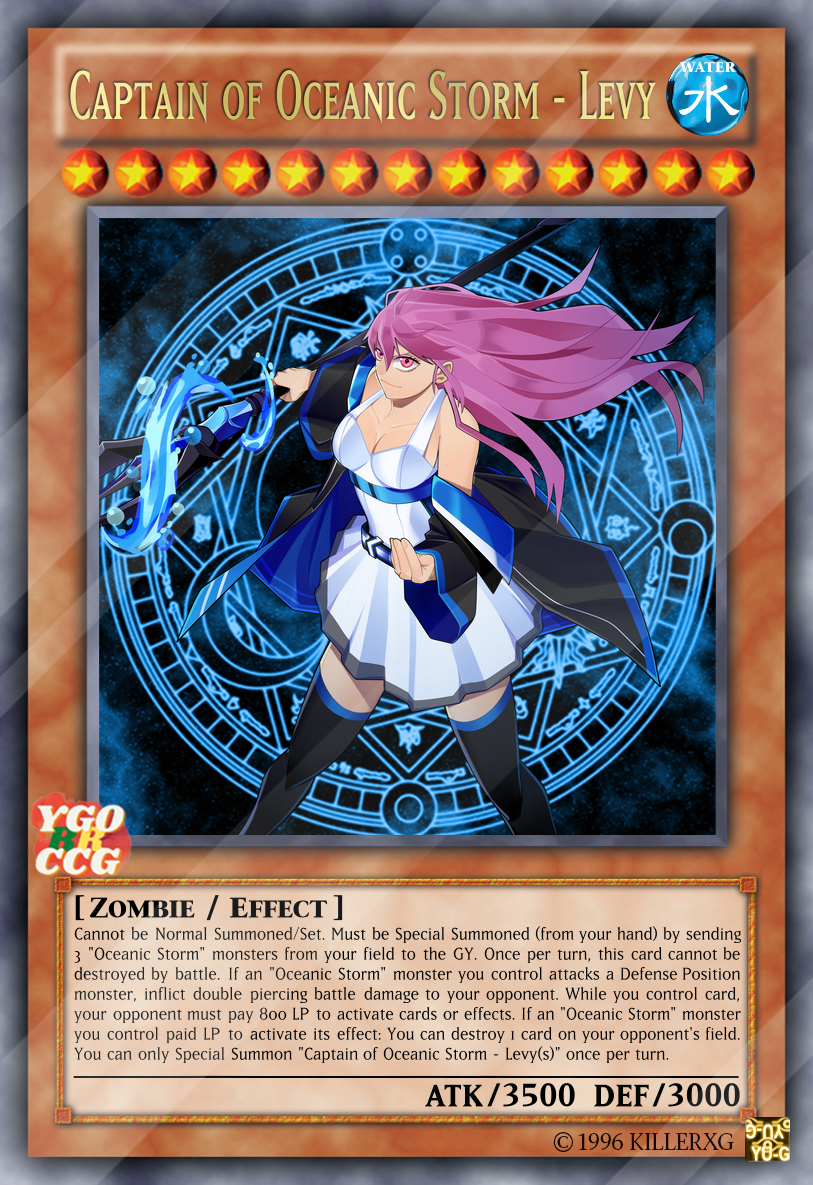 Captain of Oceanic Storm - Levy
WATER
水
YGO
RR
CCG
[ Zombie / Effect ]
Cannot be Normal Summoned/Set. Must be Special Summoned (from your hand) by sending
3 "Oceanic Storm" monsters from your field to the GY. Once per turn, this card cannot be
destroyed by battle. If an "Oceanic Storm" monster you control attacks a Defense Position
monster, inflict double piercing battle damage to your opponent. While you control card,
your opponent must pay 800 LP to activate cards or effects. If an "Oceanic Storm" monster
you control paid LP to activate its effect: You can destroy 1 card on your opponent's field.
You can only Special Summon "Captain of Oceanic Storm - Levy(s)" once per turn.
ATK/3500 DEF/3000
© 1996 KILLERXG
YU-G